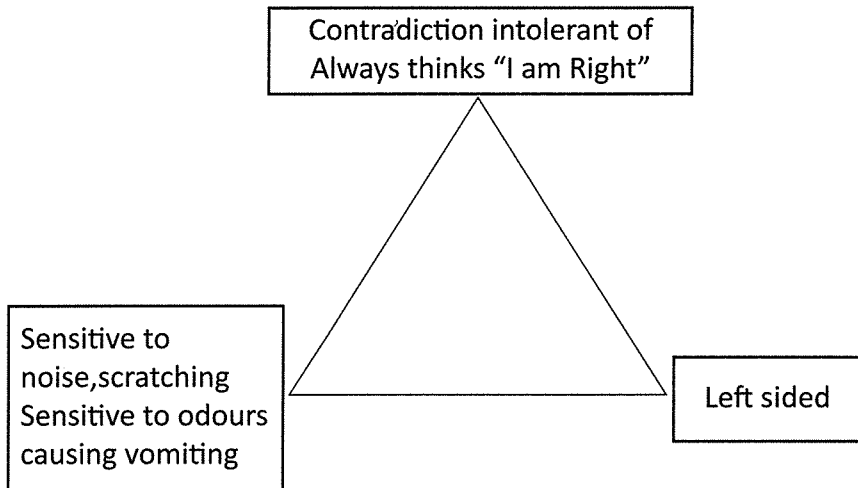 Contradiction intolerant of
Always thinks “I am Right”
Sensitive to
noise,scratching
Sensitive to odours
causing vomiting
Left sided